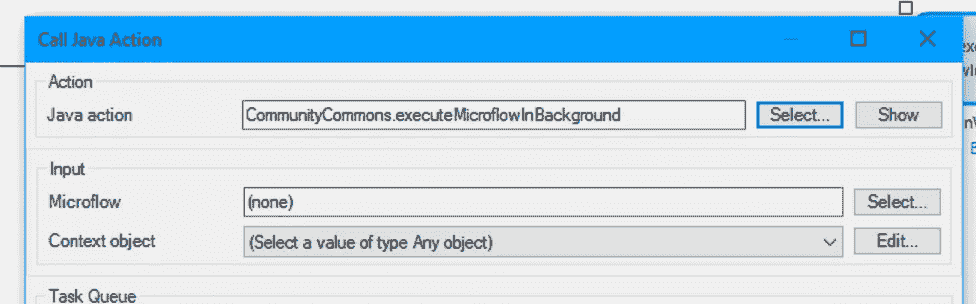 Call Java Action
Action
Java action CommunityCommons.executeMicroflowInBackground Select... Show
Input
Microflow (none) Select...
Context object (Select a value of type Any object) Edit...
Task Queue